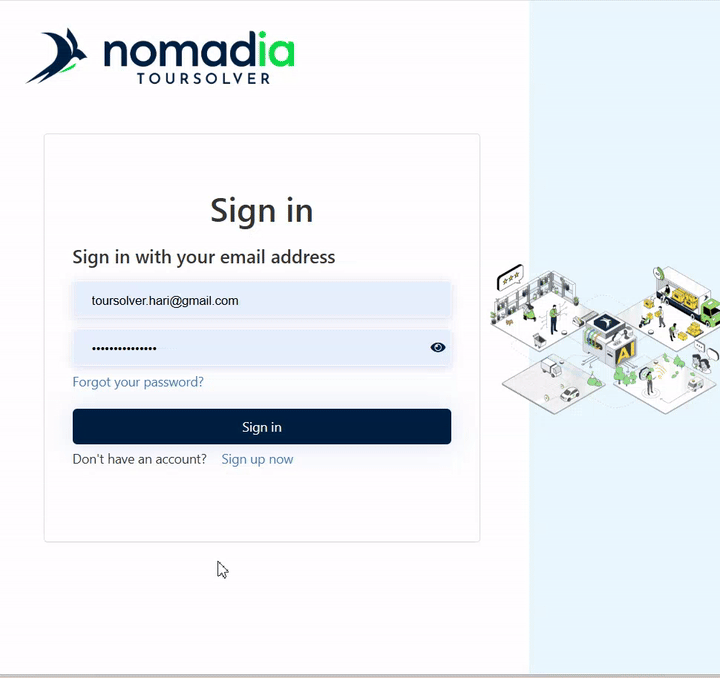 nomadia
TOURSOLVER
Sign in
Sign in with your email address
toursolver.hari@gmail.com
•••••••••••••••
Forgot your password?
Sign in
Don't have an account? Sign up now
AI